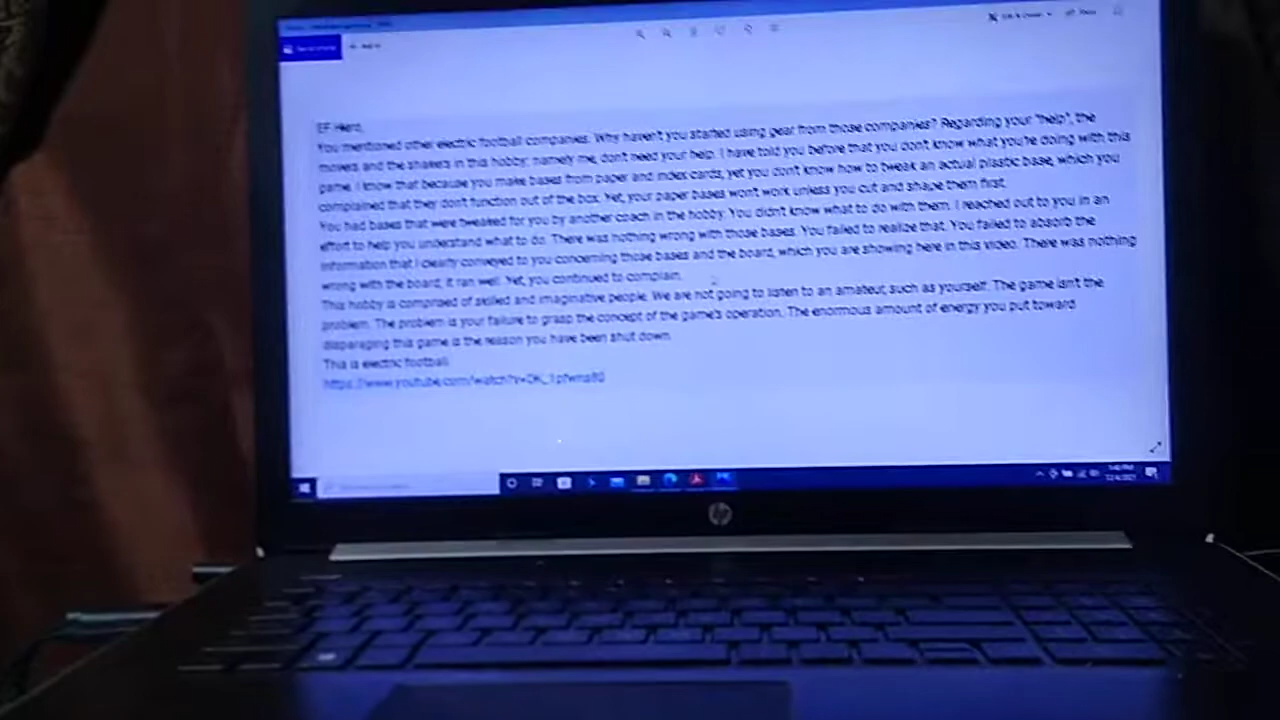 EF Hero,
You mentioned other electric football companies. Why haven't you started using gear from those companies? Regarding your "help", the
movers and the shakers in this hobby; namely me, don't need your help. I have told you before that you don't know what you're doing with this
game. I know that because you make bases from paper and index cards, yet you don't know how to tweak an actual plastic base, which you
complained that they don't function out of the box. Yet, your paper bases won't work unless you cut and shape them first.
You had bases that were tweaked for you by another coach in the hobby. You didn't know what to do with them. I reached out to you in an
effort to help you understand what to do. There was nothing wrong with those bases. You failed to realize that. You failed to absorb the
information that I clearly conveyed to you concerning those bases and the board, which you are showing here in this video. There was nothing
wrong with the board, it ran well. Yet, you continued to complain.
This hobby is comprised of skilled and imaginative people. We are not going to listen to an amateur, such as yourself. The game isn't the
problem. The problem is your failure to grasp the concept of the game's operation. The enormous amount of energy you put toward
disparaging this game is the reason you have been shut down.
This is electric football.
hp